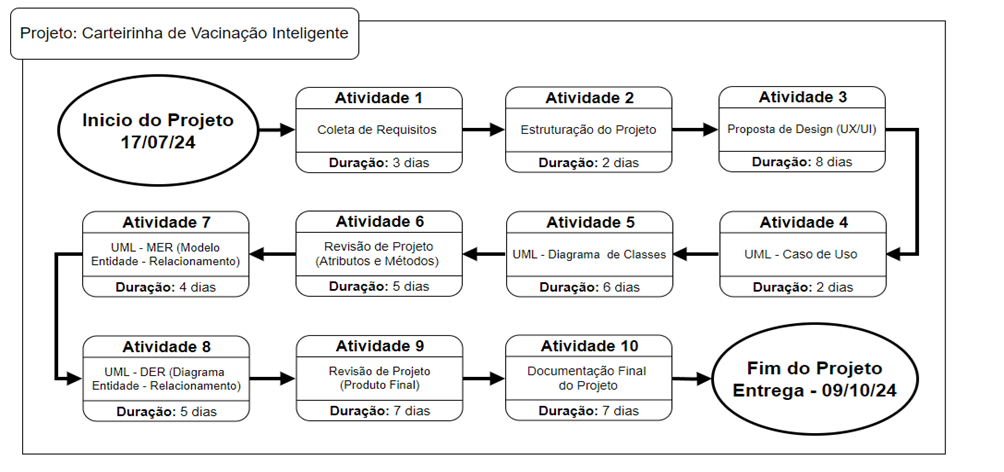 Projeto: Carteirinha de Vacinação Inteligente
Inicio do Projeto
17/07/24
Atividade 1
Coleta de Requisitos
Duração: 3 dias
Atividade 2
Estruturação do Projeto
Duração: 2 dias
Atividade 3
Proposta de Design (UX/UI)
Duração: 8 dias
Atividade 4
UML - Caso de Uso
Duração: 2 dias
Atividade 5
UML - Diagrama de Classes
Duração: 6 dias
Atividade 6
Revisão de Projeto
(Atributos e Métodos)
Duração: 5 dias
Atividade 7
UML - MER (Modelo
Entidade - Relacionamento)
Duração: 4 dias
Atividade 8
UML - DER (Diagrama
Entidade - Relacionamento)
Duração: 5 dias
Atividade 9
Revisão de Projeto
(Produto Final)
Duração: 7 dias
Atividade 10
Documentação Final
do Projeto
Duração: 7 dias
Fim do Projeto
Entrega - 09/10/24